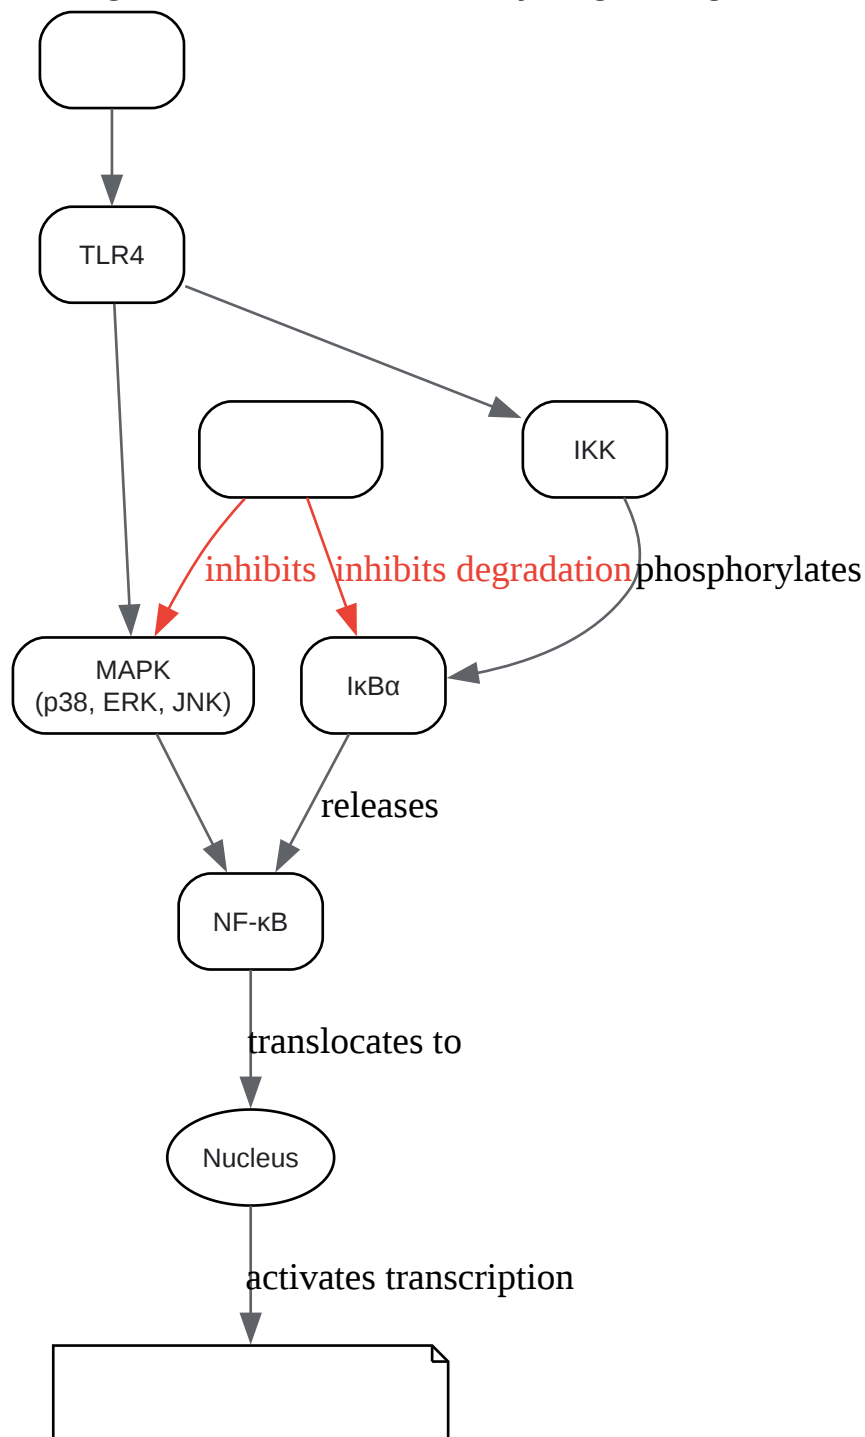 TLR4
IKK
inhibits
inhibits degradation
phosphorylates
MAPK
(p38, ERK, JNK)
IκBα
releases
NF-κB
translocates to
Nucleus
activates transcription